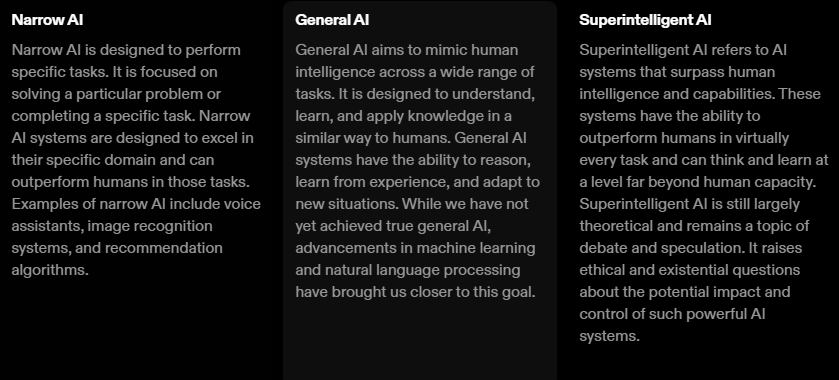 Narrow AI
Narrow AI is designed to perform
specific tasks. It is focused on
solving a particular problem or
completing a specific task. Narrow
AI systems are designed to excel in
their specific domain and can
outperform humans in those tasks.
Examples of narrow AI include voice
assistants, image recognition
systems, and recommendation
algorithms.
General AI
General AI aims to mimic human
intelligence across a wide range of
tasks. It is designed to understand,
learn, and apply knowledge in a
similar way to humans. General AI
systems have the ability to reason,
learn from experience, and adapt to
new situations. While we have not
yet achieved true general AI,
advancements in machine learning
and natural language processing
have brought us closer to this goal.
Superintelligent AI
Superintelligent AI refers to AI
systems that surpass human
intelligence and capabilities. These
systems have the ability to
outperform humans in virtually
every task and can think and learn at
a level far beyond human capacity.
Superintelligent AI is still largely
theoretical and remains a topic of
debate and speculation. It raises
ethical and existential questions
about the potential impact and
control of such powerful AI
systems.